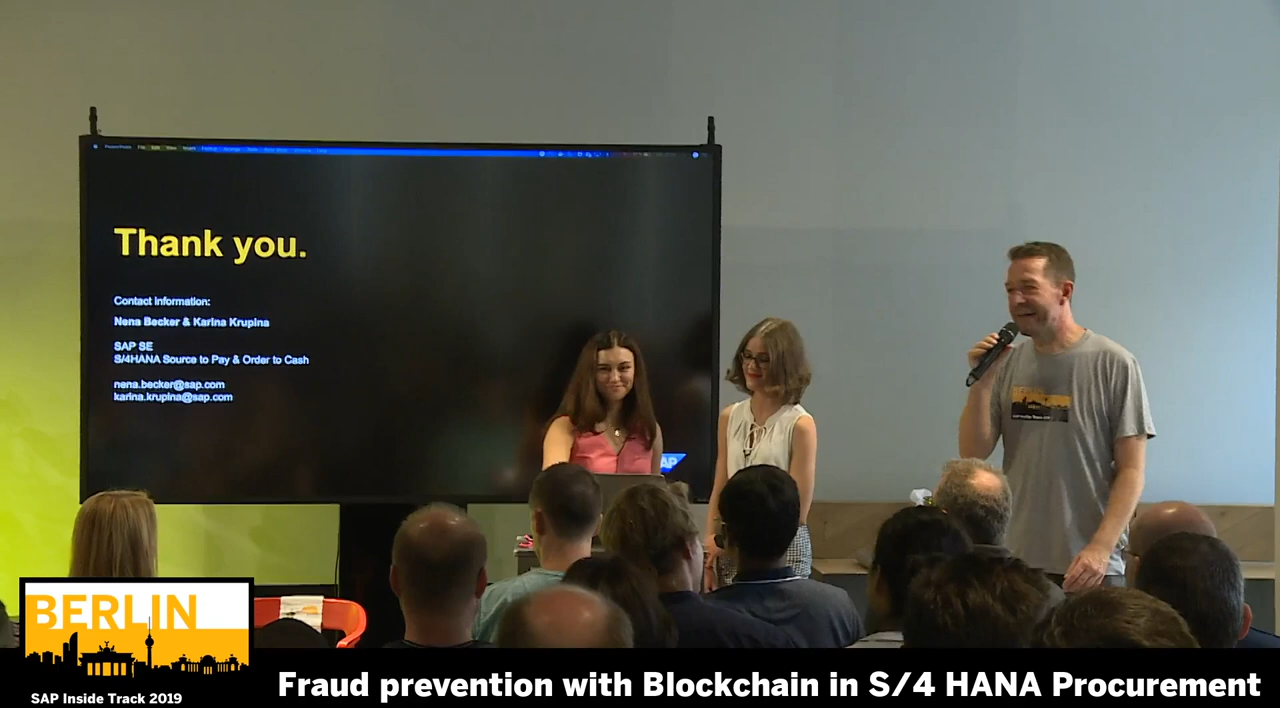 Thank you.
Contact information:
Nena Becker & Karina Krupina
SAP SE
S/4HANA Source to Pay & Order to Cash
nena.becker@sap.com
karina.krupina@sap.com
BERLIN
SAP Inside Track 2019
Fraud prevention with Blockchain in S/4 HANA Procurement